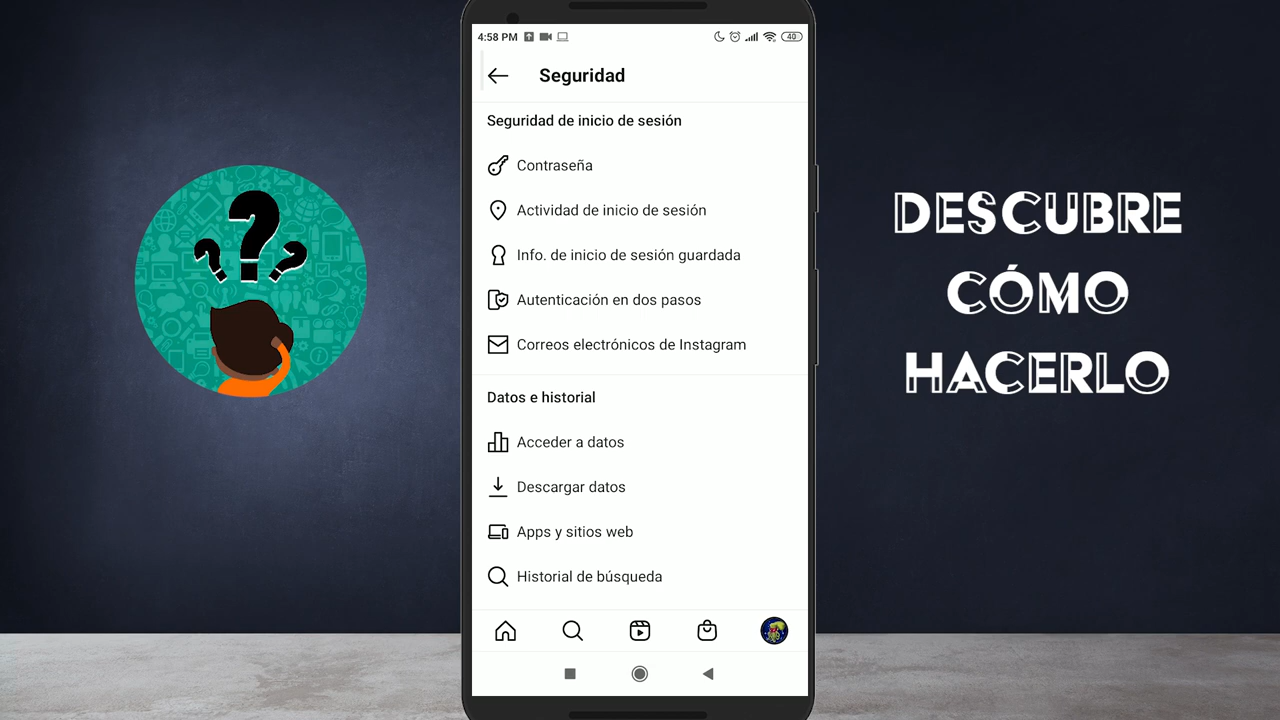 4:58 PM
40
Seguridad
Seguridad de inicio de sesión
Contraseña
Actividad de inicio de sesión
Info. de inicio de sesión guardada
Autenticación en dos pasos
Correos electrónicos de Instagram
Datos e historial
Acceder a datos
Descargar datos
Apps y sitios web
Historial de búsqueda
???
DESCUBRE
CÓMO
HACERLO